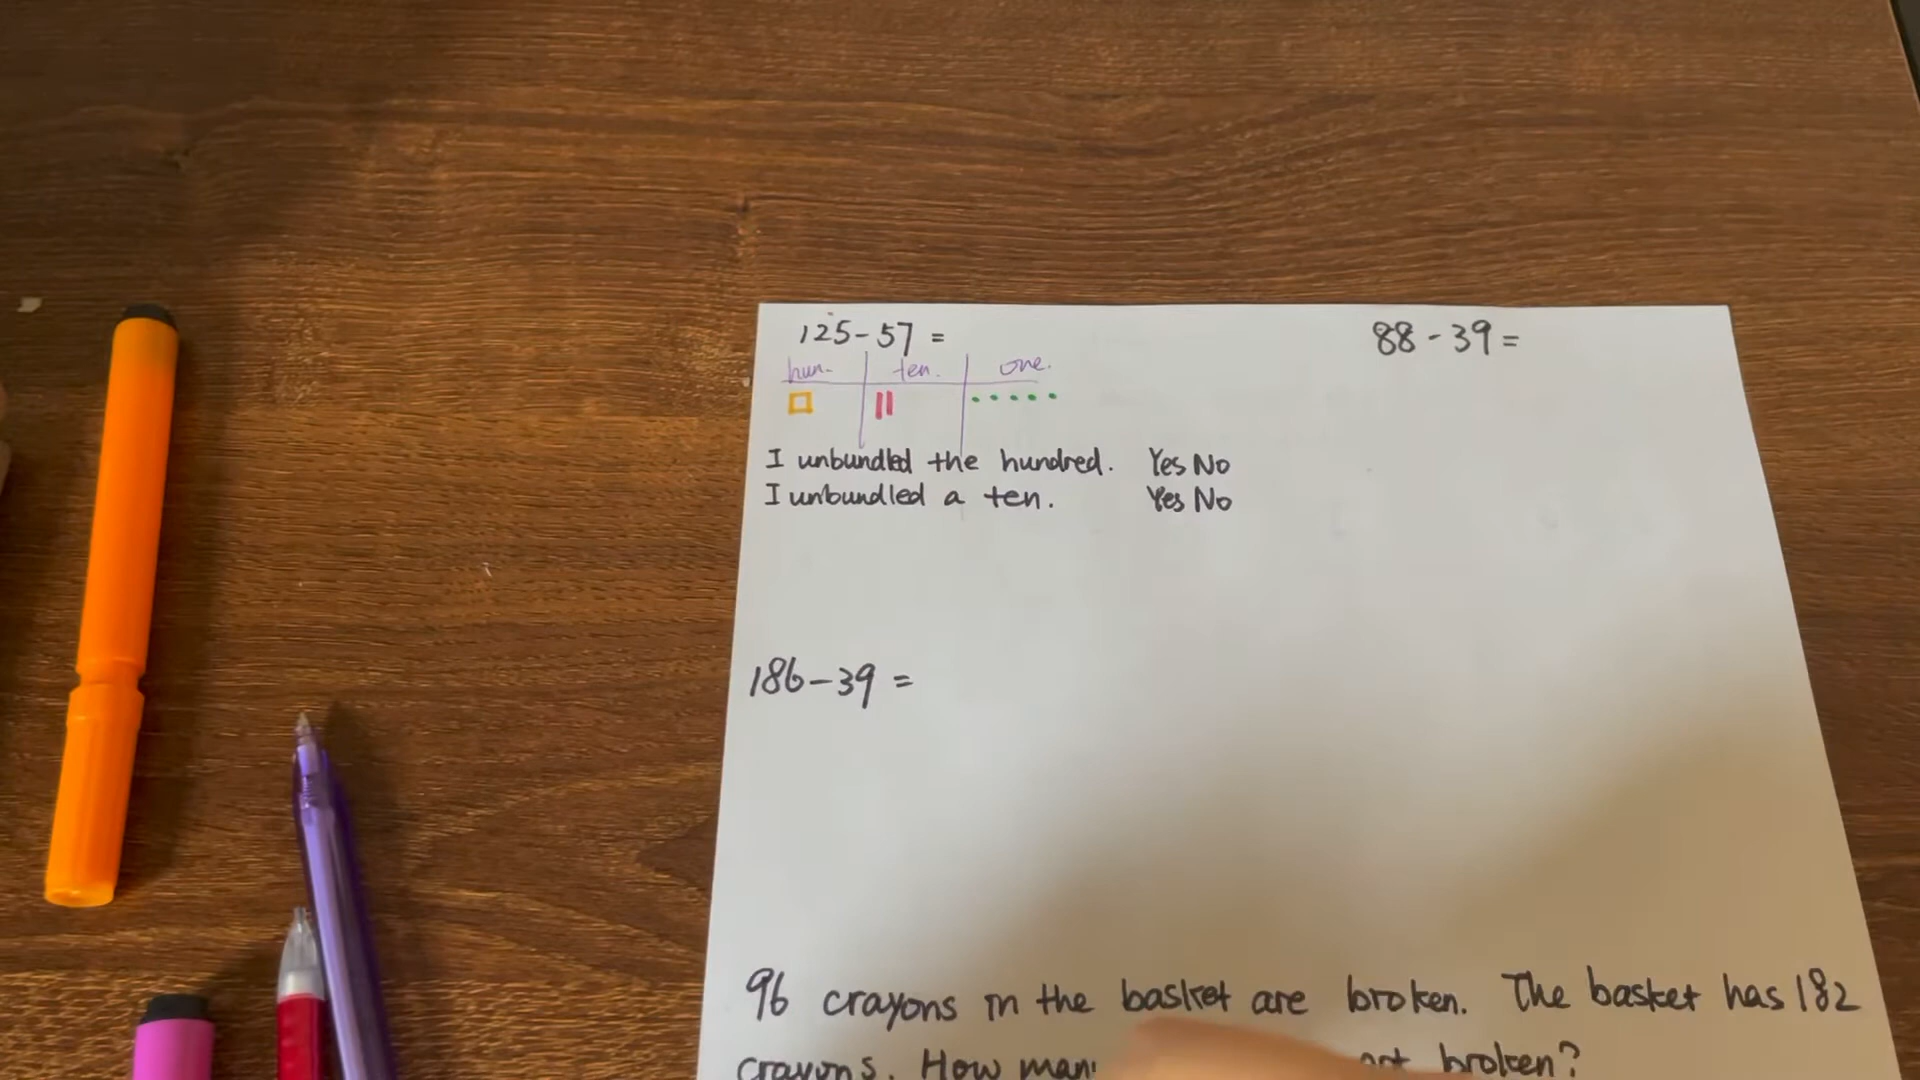 125-57 =
88-39 =
hun. ten. one.
I unbundled the hundred. Yes No
I unbundled a ten. Yes No
186-39 =
96 crayons in the basket are broken. The basket has 182
crayons. How broken?